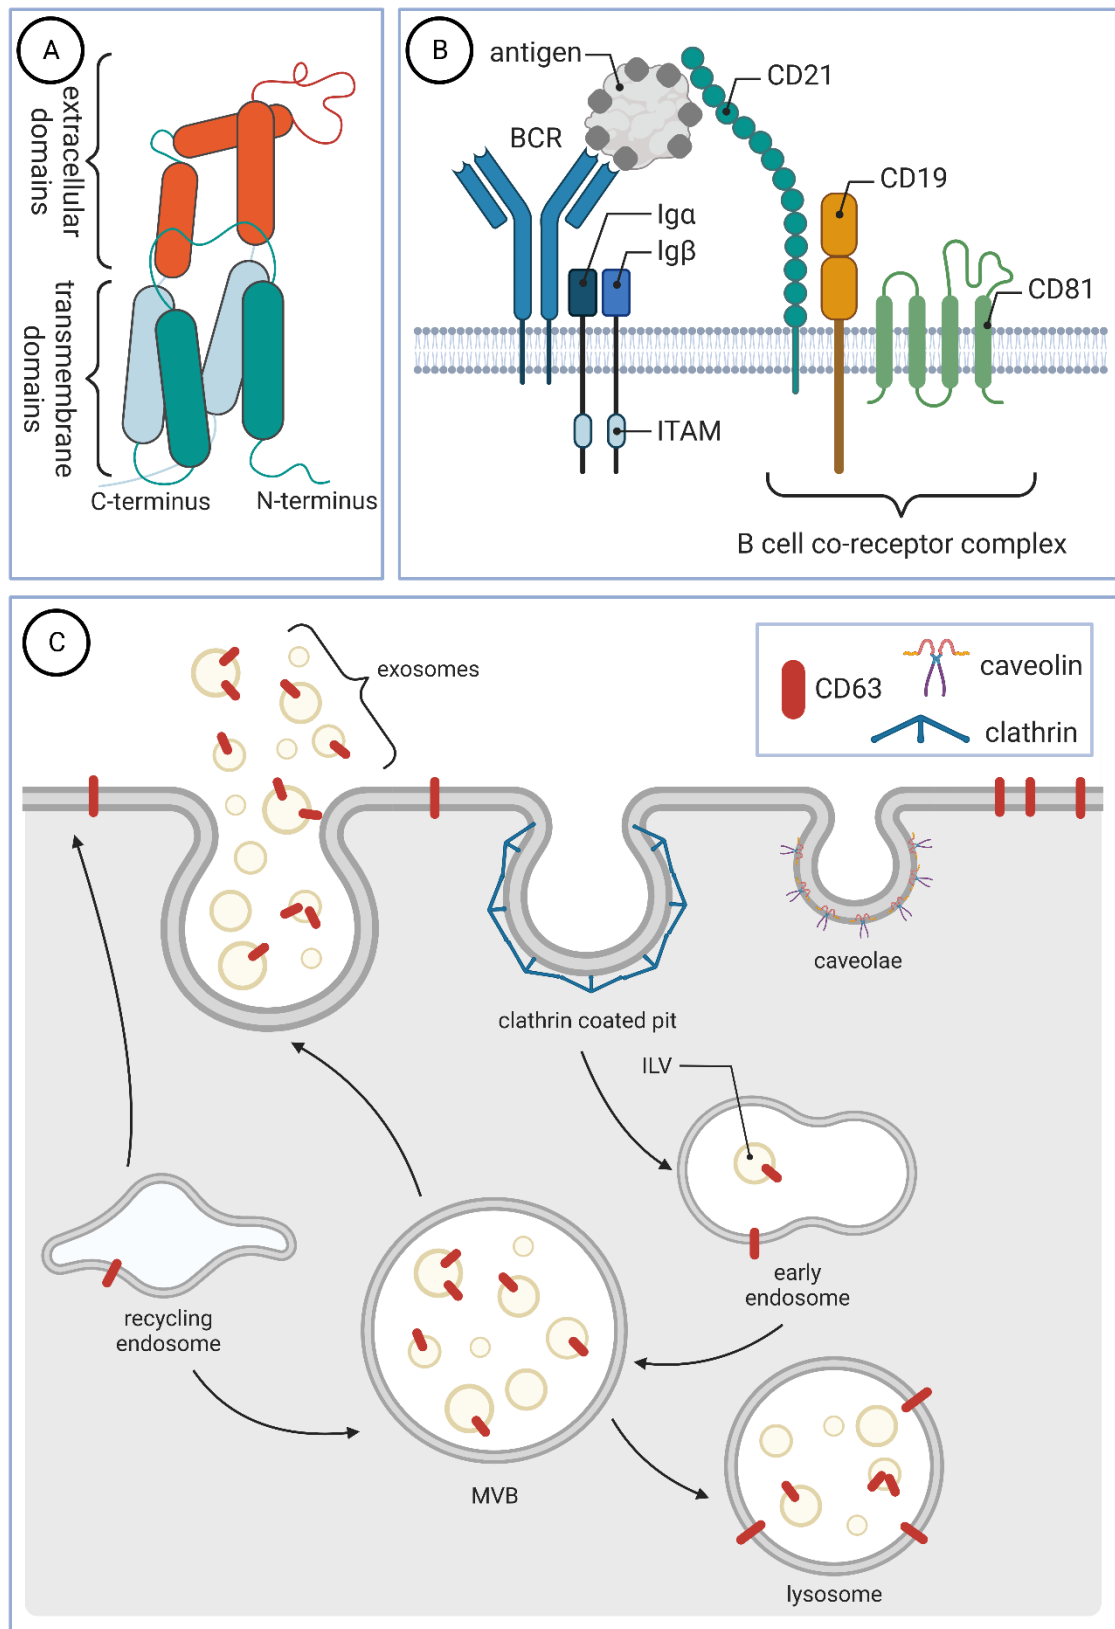 A
extracellular
domains
transmembrane
domains
C-terminus
N-terminus
B
antigen
CD21
BCR
CD19
Igα
Igβ
CD81
ITAM
B cell co-receptor complex
C
exosomes
CD63
caveolin
clathrin
caveolae
clathrin coated pit
ILV
early
endosome
recycling
endosome
MVB
lysosome